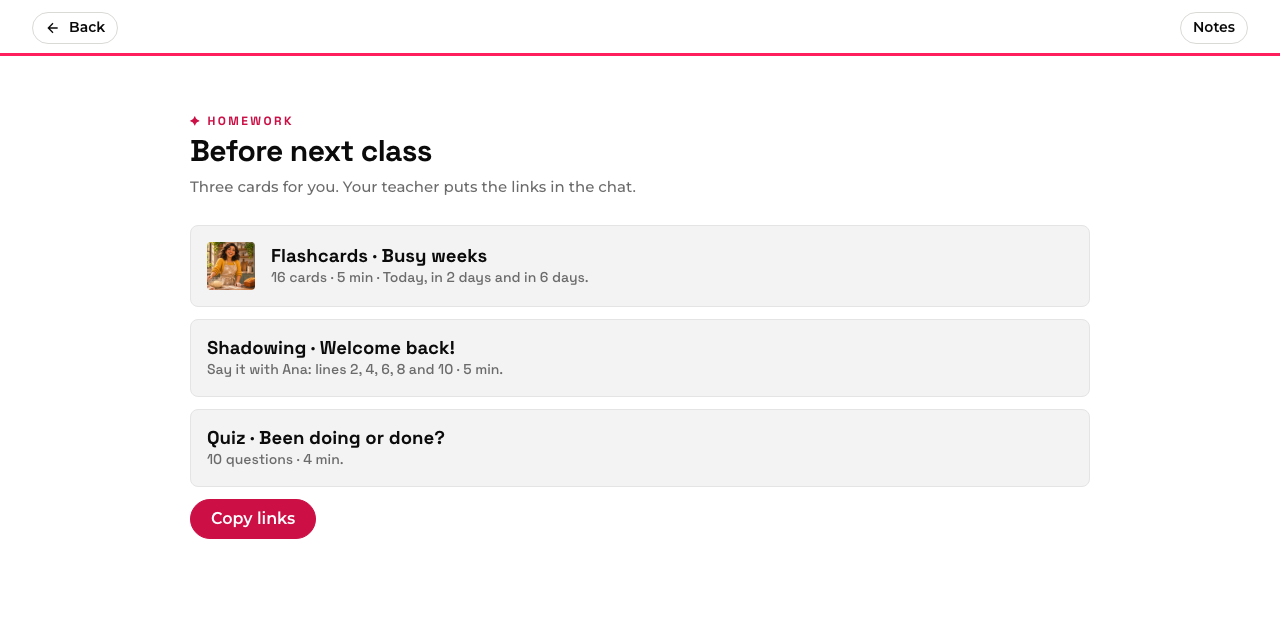 Back
Notes
HOMEWORK
Before next class
Three cards for you. Your teacher puts the links in the chat.
Flashcards · Busy weeks
16 cards · 5 min · Today, in 2 days and in 6 days.
Shadowing · Welcome back!
Say it with Ana: lines 2, 4, 6, 8 and 10 · 5 min.
Quiz · Been doing or done?
10 questions · 4 min.
Copy links